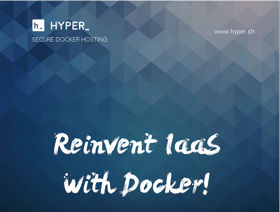 h_ HYPER_
www.hyper.sh
SECURE DOCKER HOSTING
Reinvent IaaS
with Docker!